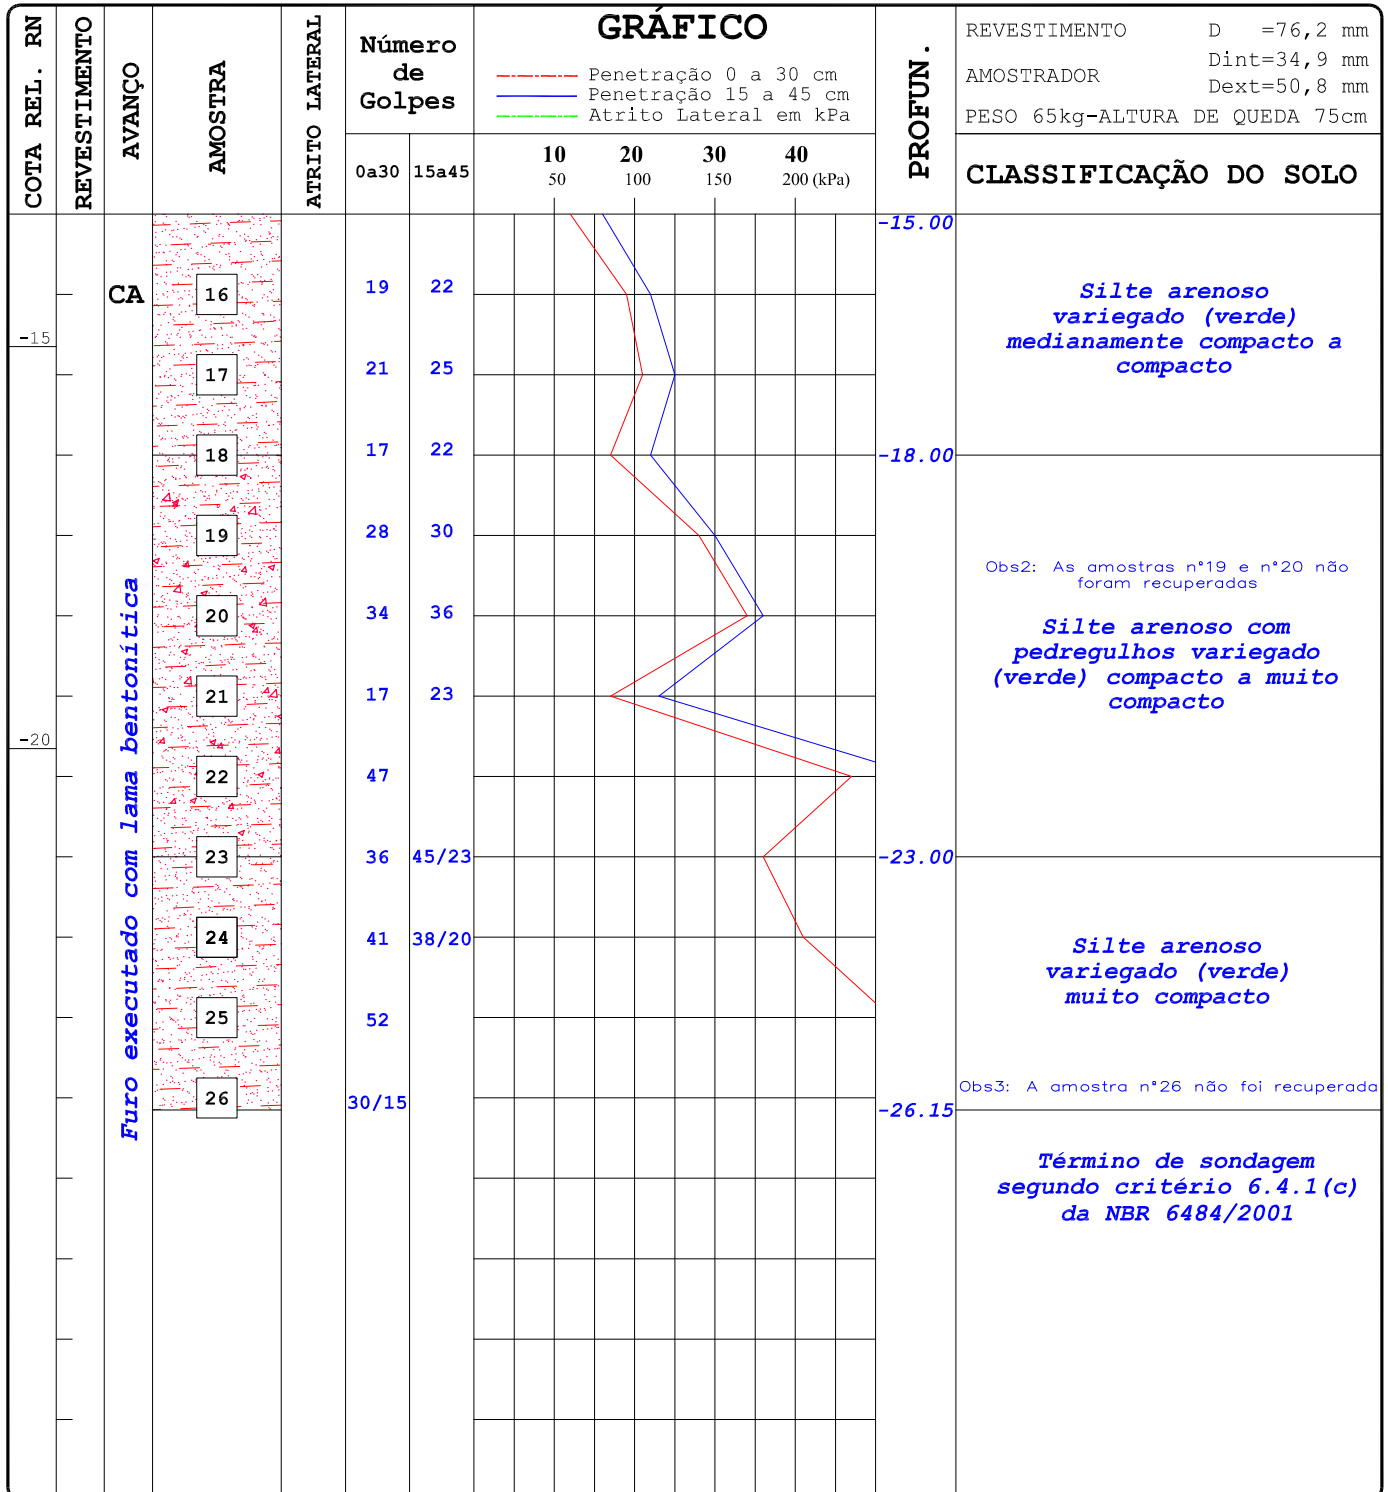 COTA REL. RN
REVESTIMENTO
AVANÇO
AMOSTRA
ATRITO LATERAL
Número
de
Golpes
0a30 15a45
GRÁFICO
Penetração 0 a 30 cm
Penetração 15 a 45 cm
Atrito Lateral em kPa
10 20 30 40
50 100 150 200 (kPa)
PROFUN.
REVESTIMENTO D =76,2 mm
Dint=34,9 mm
AMOSTRADOR
Dext=50,8 mm
PESO 65kg-ALTURA DE QUEDA 75cm
CLASSIFICAÇÃO DO SOLO
-15.00
CA 16 19 22
Silte arenoso
variegado (verde)
medianamente compacto a
compacto
-15
17 21 25
18 17 22 -18.00
19 28 30
Obs2: As amostras n°19 e n°20 não
foram recuperadas
20 34 36
Silte arenoso com
pedregulhos variegado
(verde) compacto a muito
compacto
21 17 23
-20
22 47
23 36 45/23 -23.00
Furo executado com lama bentonítica
24 41 38/20
Silte arenoso
variegado (verde)
muito compacto
25 52
Obs3: A amostra n°26 não foi recuperada
26 30/15 -26.15
Término de sondagem
segundo critério 6.4.1(c)
da NBR 6484/2001